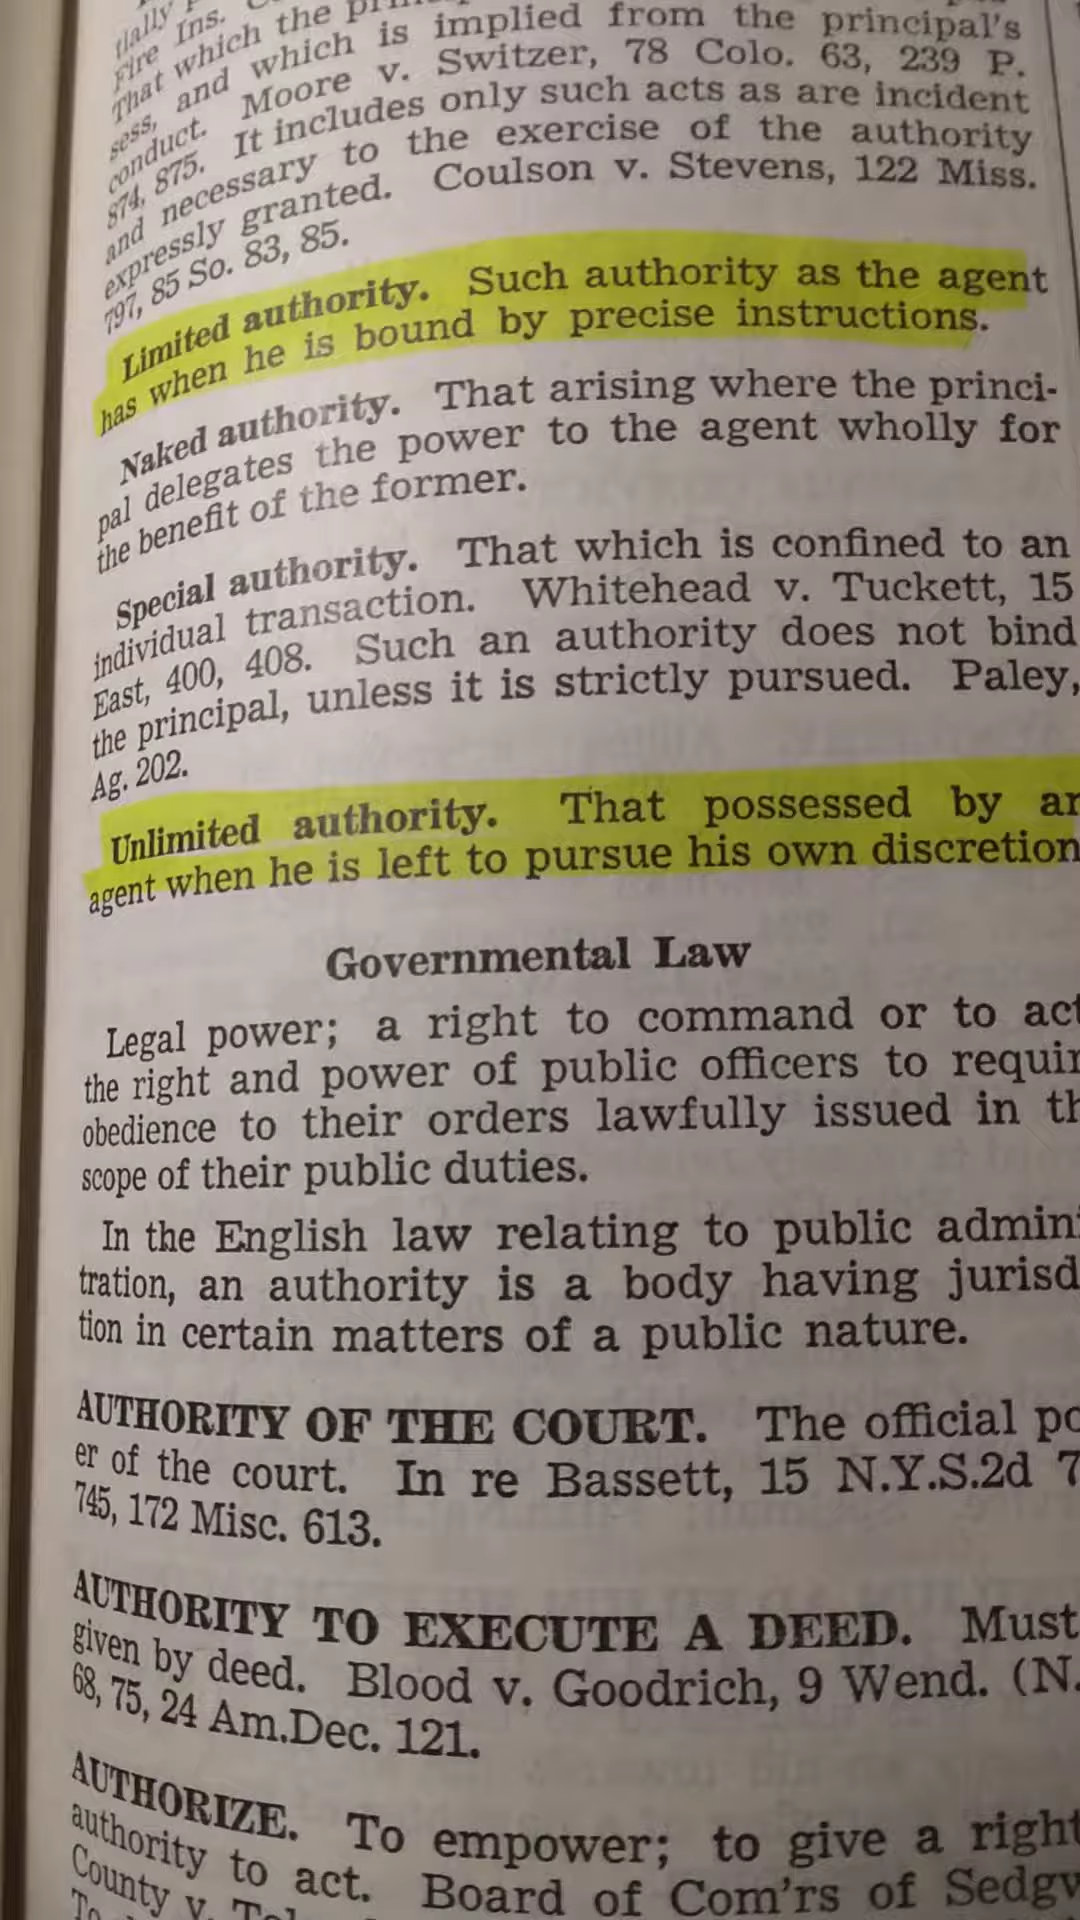 tially
Fire Ins.
That which the
sess, and which is implied from the principal's
conduct. Moore v. Switzer, 78 Colo. 63, 239 P.
874, 875. It includes only such acts as are incident
and necessary to the exercise of the authority
expressly granted. Coulson v. Stevens, 122 Miss.
797, 85 So. 83, 85.
Limited authority. Such authority as the agent
has when he is bound by precise instructions.
Naked authority. That arising where the princi-
pal delegates the power to the agent wholly for
the benefit of the former.
Special authority. That which is confined to an
individual transaction. Whitehead v. Tuckett, 15
East, 400, 408. Such an authority does not bind
the principal, unless it is strictly pursued. Paley,
Ag. 202.
Unlimited authority. That possessed by
agent when he is left to pursue his own discretion
Governmental Law
Legal power; a right to command or to act
the right and power of public officers to
obedience to their orders lawfully issued in
scope of their public duties.
In the English law relating to public
tration, an authority is a body having
tion in certain matters of a public nature.
AUTHORITY OF THE COURT. The official
er of the court. In re Bassett, 15 N.Y.S.2d
745, 172 Misc. 613.
AUTHORITY TO EXECUTE A DEED. Must
given by deed. Blood v. Goodrich, 9 Wend. (N.
68, 75, 24 Am.Dec. 121.
AUTHORIZE. To empower; to give a right
authority to act. Board of Com'rs of
County v.
To